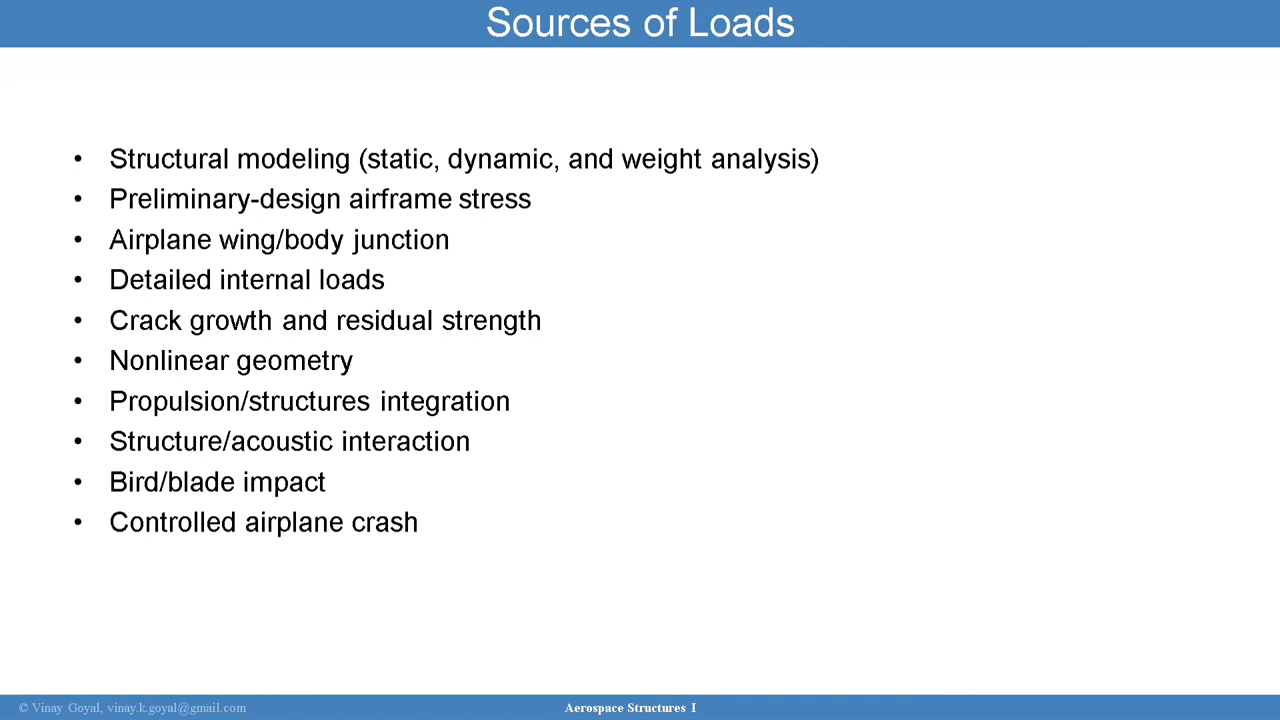 Sources of Loads
• Structural modeling (static, dynamic, and weight analysis)
• Preliminary-design airframe stress
• Airplane wing/body junction
• Detailed internal loads
• Crack growth and residual strength
• Nonlinear geometry
• Propulsion/structures integration
• Structure/acoustic interaction
• Bird/blade impact
• Controlled airplane crash
© Vinay Goyal, vinay.k.goyal@gmail.com
Aerospace Structures I